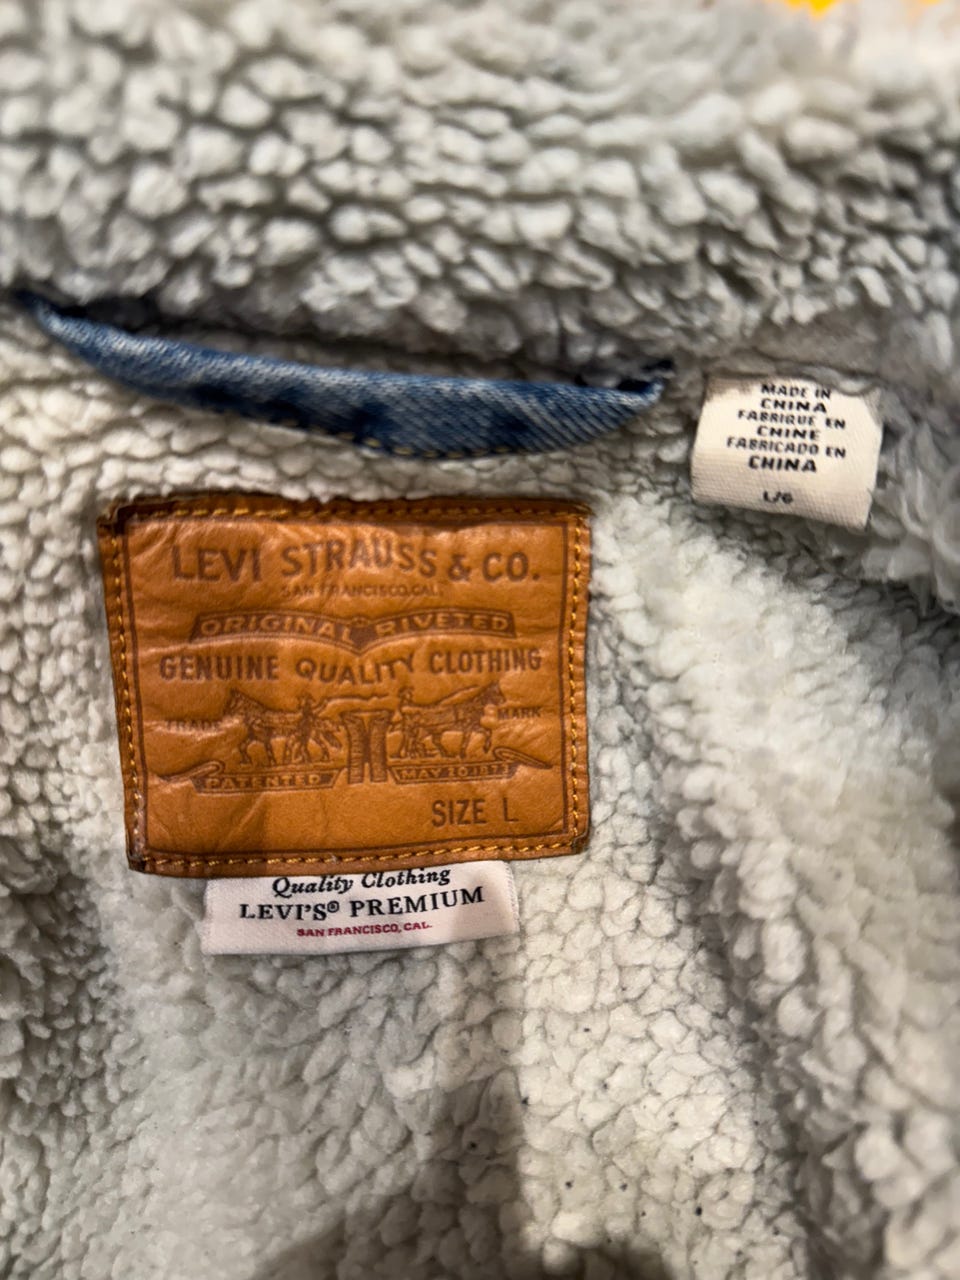 MADE IN
CHINA
FABRIQUE EN
CHINE
FABRICADO EN
CHINA
L/G
LEVI STRAUSS & CO.
SAN FRANCISCO, CAL.
ORIGINAL RIVETED
GENUINE QUALITY CLOTHING
TRADE MARK
PATENTED MAY 20 1873
SIZE L
Quality Clothing
LEVI'S® PREMIUM
SAN FRANCISCO, CAL.